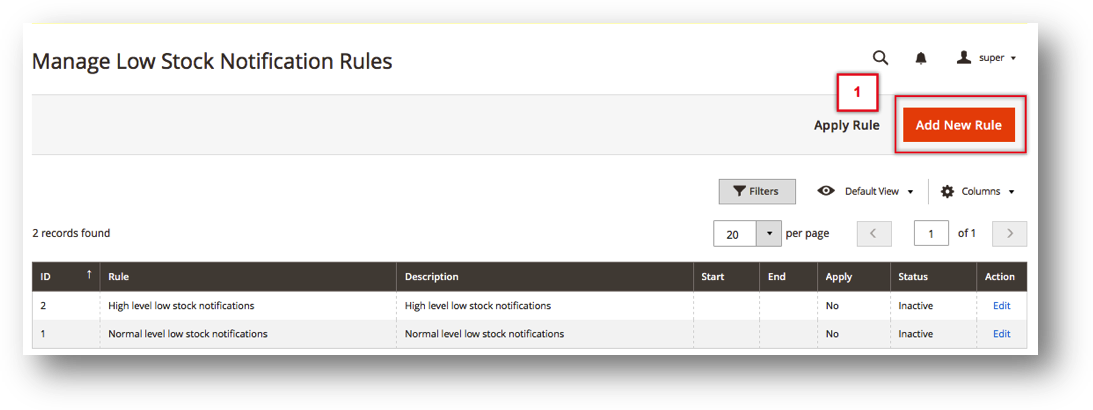 Manage Low Stock Notification Rules
super
1
Apply Rule
Add New Rule
Filters
Default View
Columns
2 records found
20
per page
1
of 1
ID ↑ Rule Description Start End Apply Status Action
2 High level low stock notifications High level low stock notifications No Inactive Edit
1 Normal level low stock notifications Normal level low stock notifications No Inactive Edit